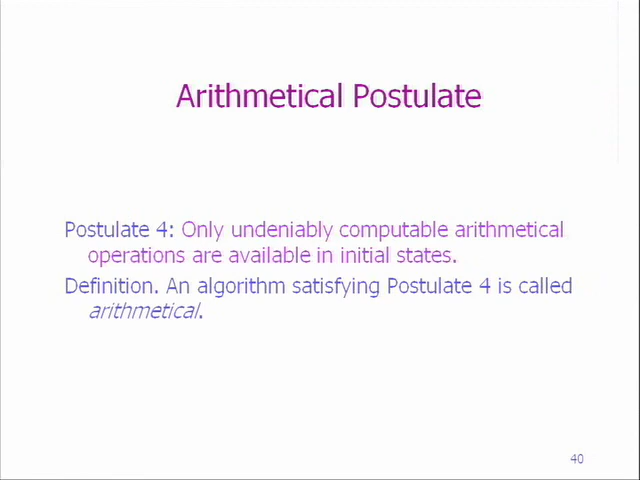 Arithmetical Postulate
Postulate 4: Only undeniably computable arithmetical
operations are available in initial states.
Definition. An algorithm satisfying Postulate 4 is called
arithmetical.
40